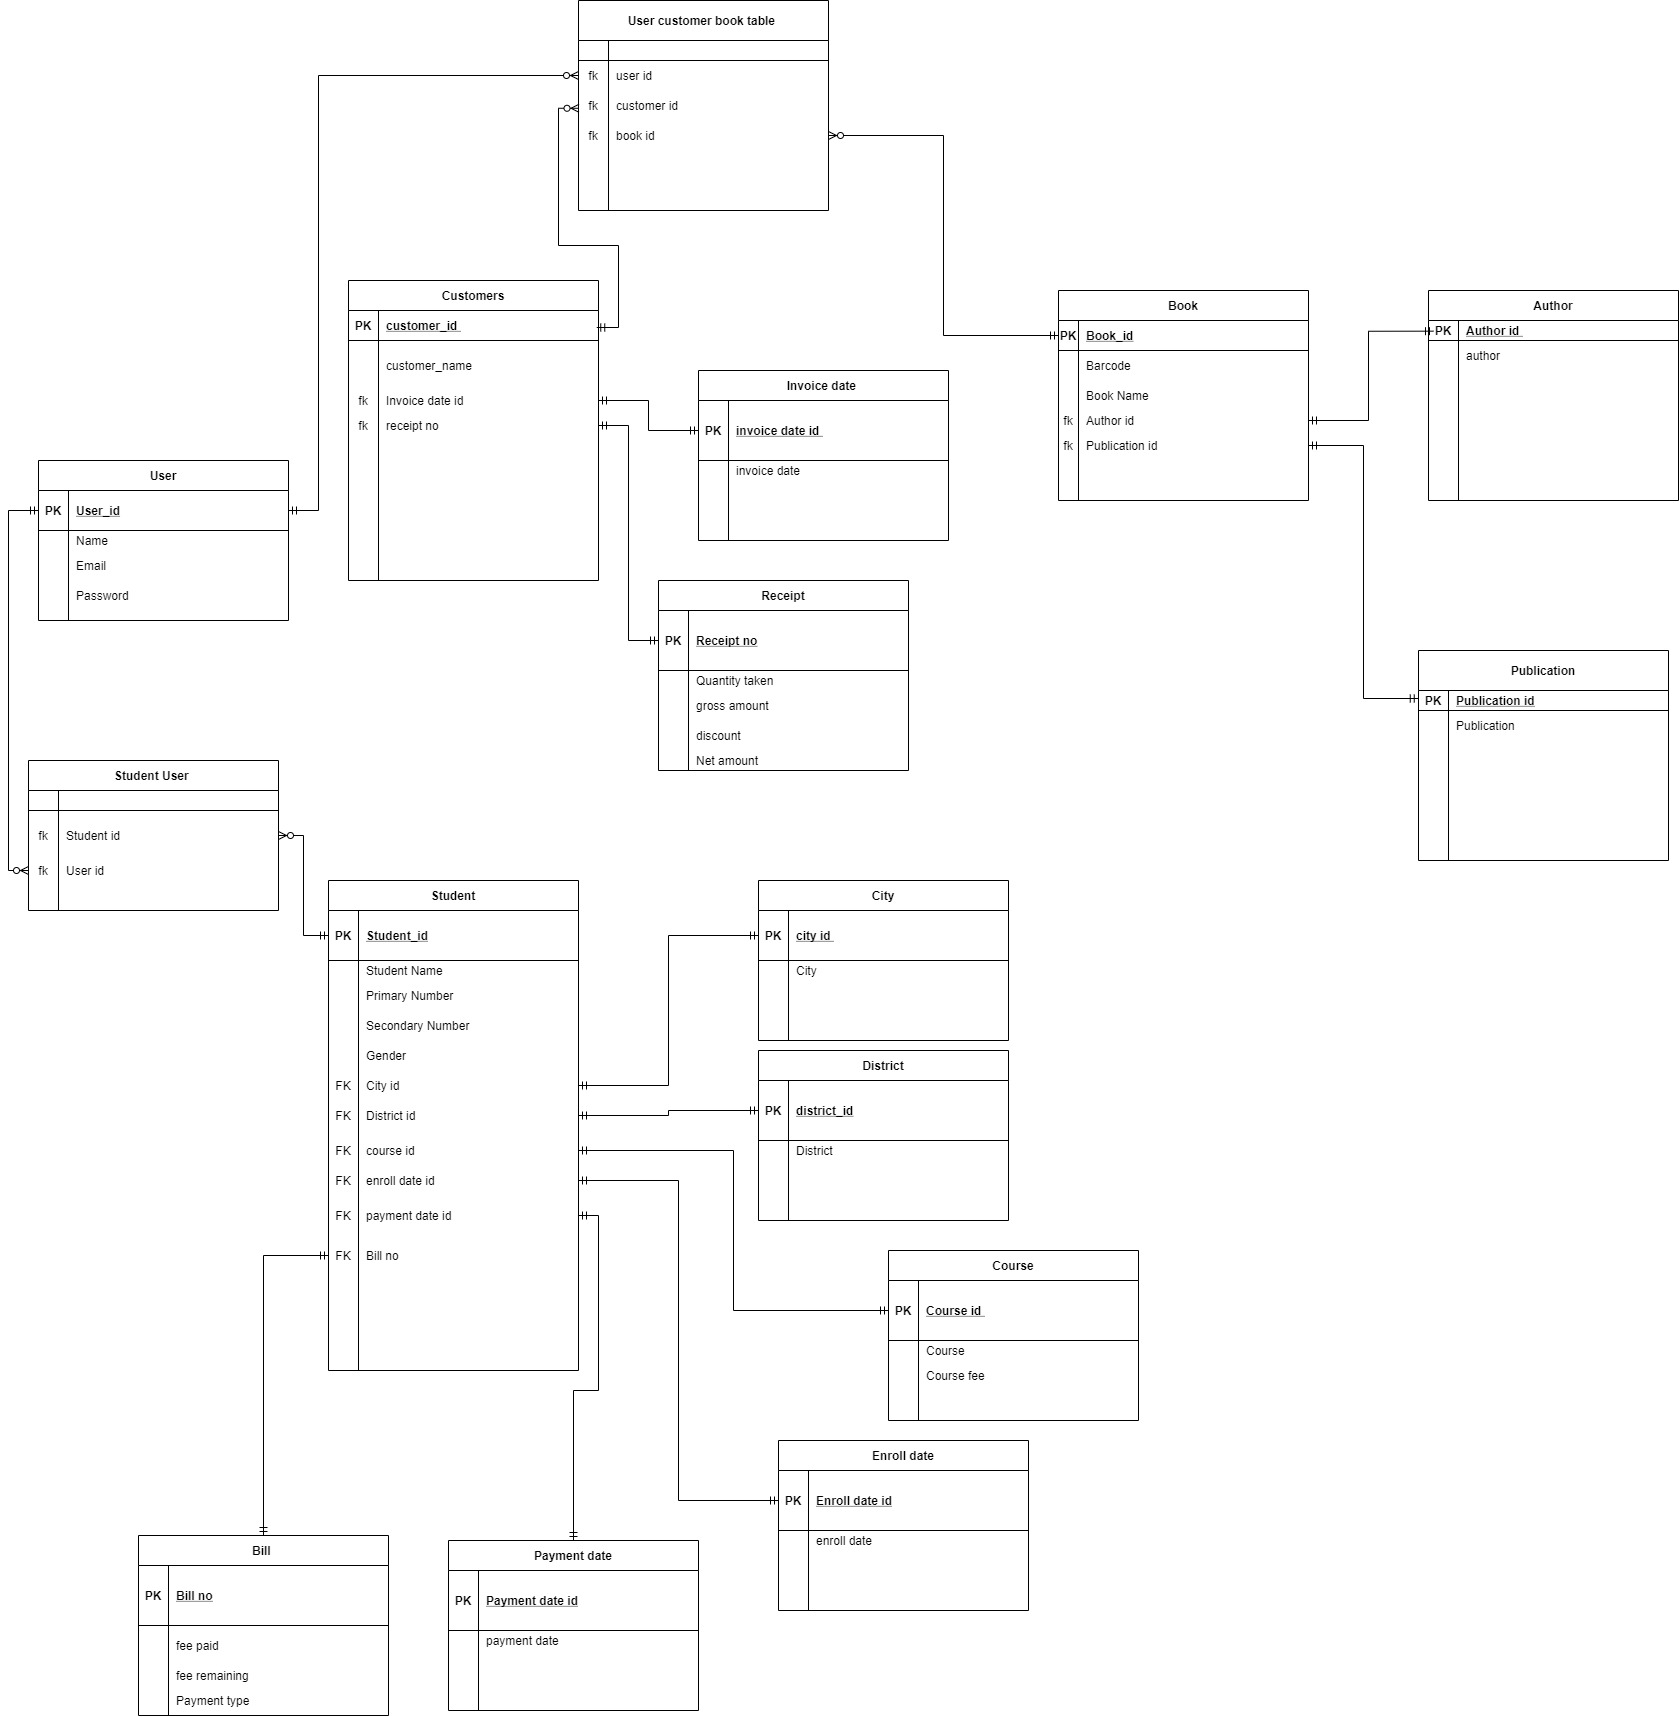 User customer book table
fk user id
fk customer id
fk book id
Customers
PK customer_id
customer_name
fk Invoice date id
fk receipt no
Book
PK Book_id
Barcode
Book Name
fk Author id
fk Publication id
Author
PK Author id
author
Invoice date
PK invoice date id
invoice date
User
PK User_id
Name
Email
Password
Receipt
PK Receipt no
Quantity taken
gross amount
discount
Net amount
Publication
PK Publication id
Publication
Student User
fk Student id
fk User id
Student
PK Student_id
Student Name
Primary Number
Secondary Number
Gender
FK City id
FK District id
FK course id
FK enroll date id
FK payment date id
FK Bill no
City
PK city id
City
District
PK district_id
District
Course
PK Course id
Course
Course fee
Enroll date
PK Enroll date id
enroll date
Bill
PK Bill no
fee paid
fee remaining
Payment type
Payment date
PK Payment date id
payment date